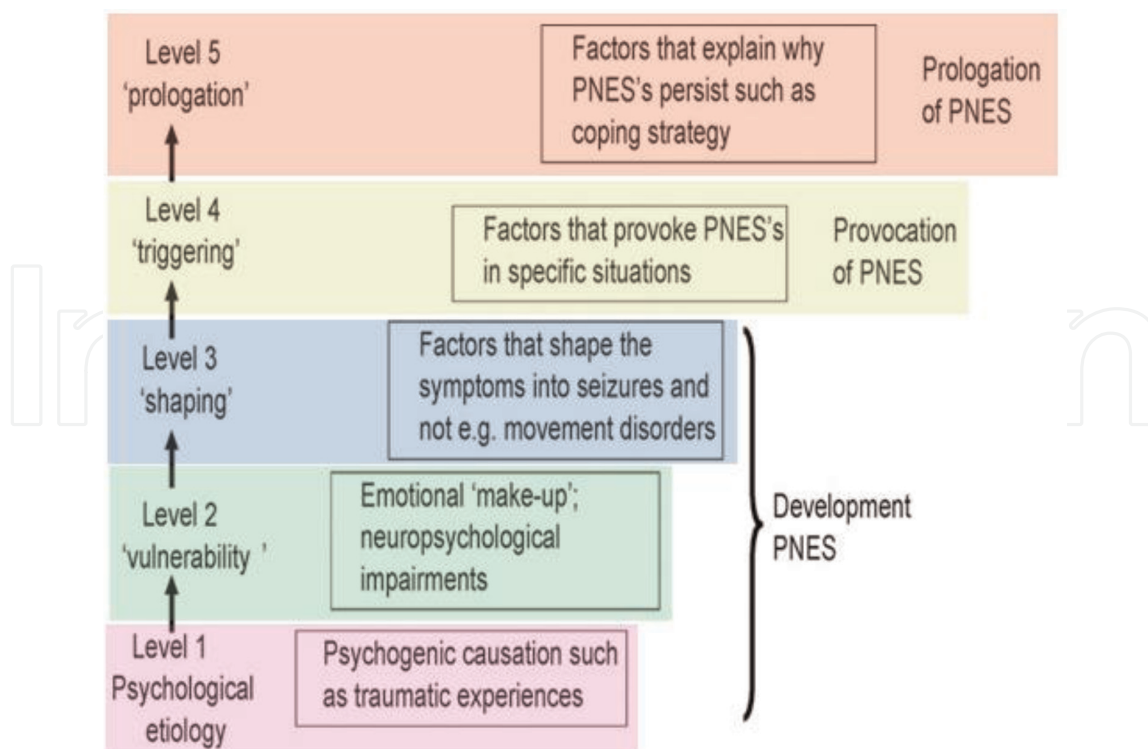 Level 5
‘prologation’
Factors that explain why
PNES's persist such as
coping strategy
Prologation
of PNES
Level 4
‘triggering’
Factors that provoke PNES's
in specific situations
Provocation
of PNES
Level 3
‘shaping’
Factors that shape the
symptoms into seizures and
not e.g. movement disorders
Level 2
‘vulnerability ’
Emotional ‘make-up’;
neuropsychological
impairments
Development
PNES
Level 1
Psychological
etiology
Psychogenic causation such
as traumatic experiences